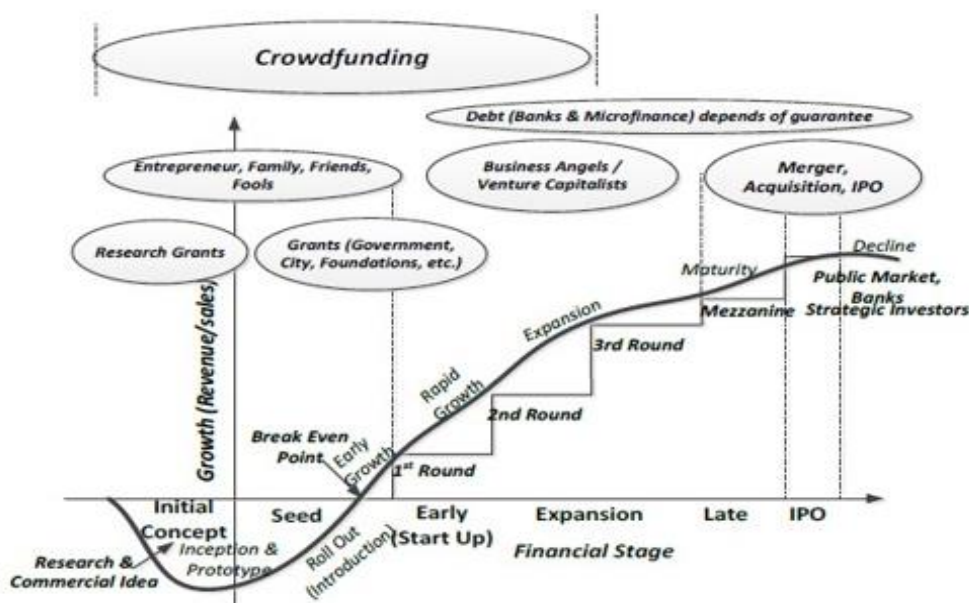 Crowdfunding
Debt (Banks & Microfinance) depends of guarantee
Entrepreneur, Family, Friends,
Fools
Business Angels /
Venture Capitalists
Merger,
Acquisition, IPO
Research Grants
Grants (Government,
City, Foundations, etc.)
Growth (Revenue/sales)
Decline
Maturity
Public Market,
Banks
Mezzanine
Strategic Investors
Expansion
3rd Round
Rapid
Growth
2nd Round
Break Even
Point
Early
Growth
1st Round
Initial
Concept
Seed
Early
(Start Up)
Expansion
Late
IPO
Financial Stage
Research &
Commercial Idea
Inception &
Prototype
Roll Out
(Introduction)